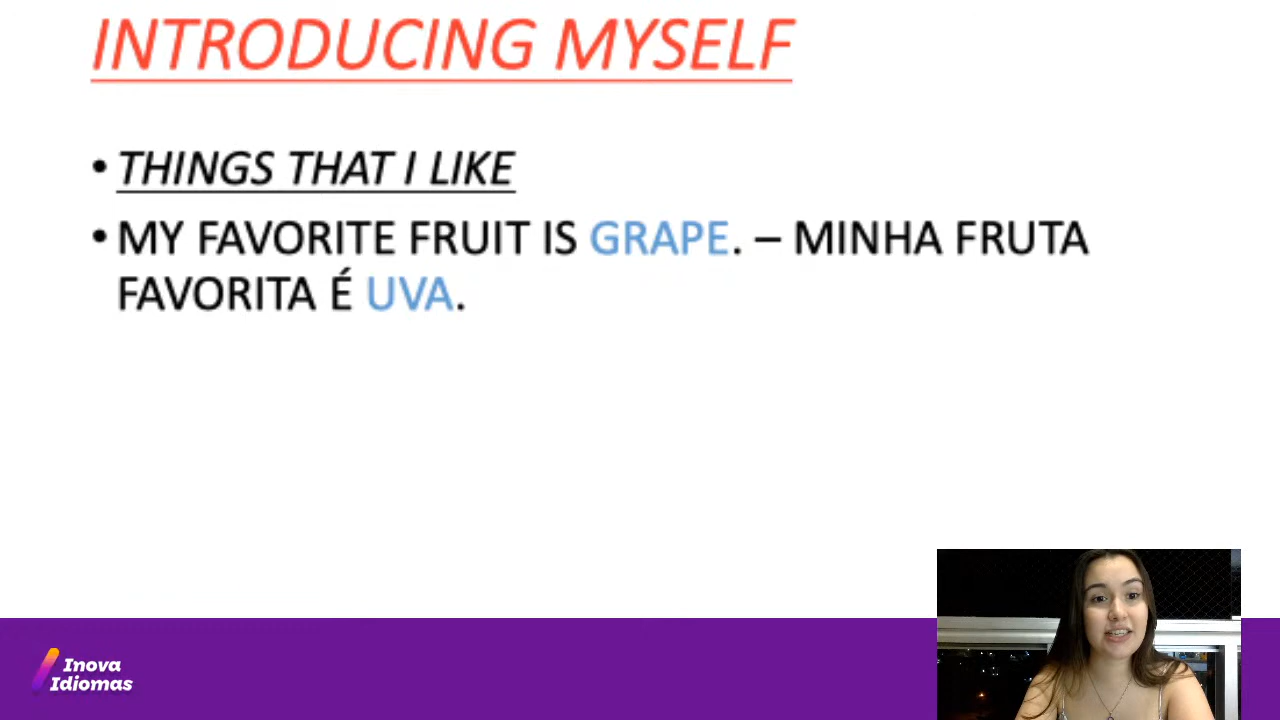 INTRODUCING MYSELF
• THINGS THAT I LIKE
• MY FAVORITE FRUIT IS GRAPE. – MINHA FRUTA
FAVORITA É UVA.
Inova
Idiomas